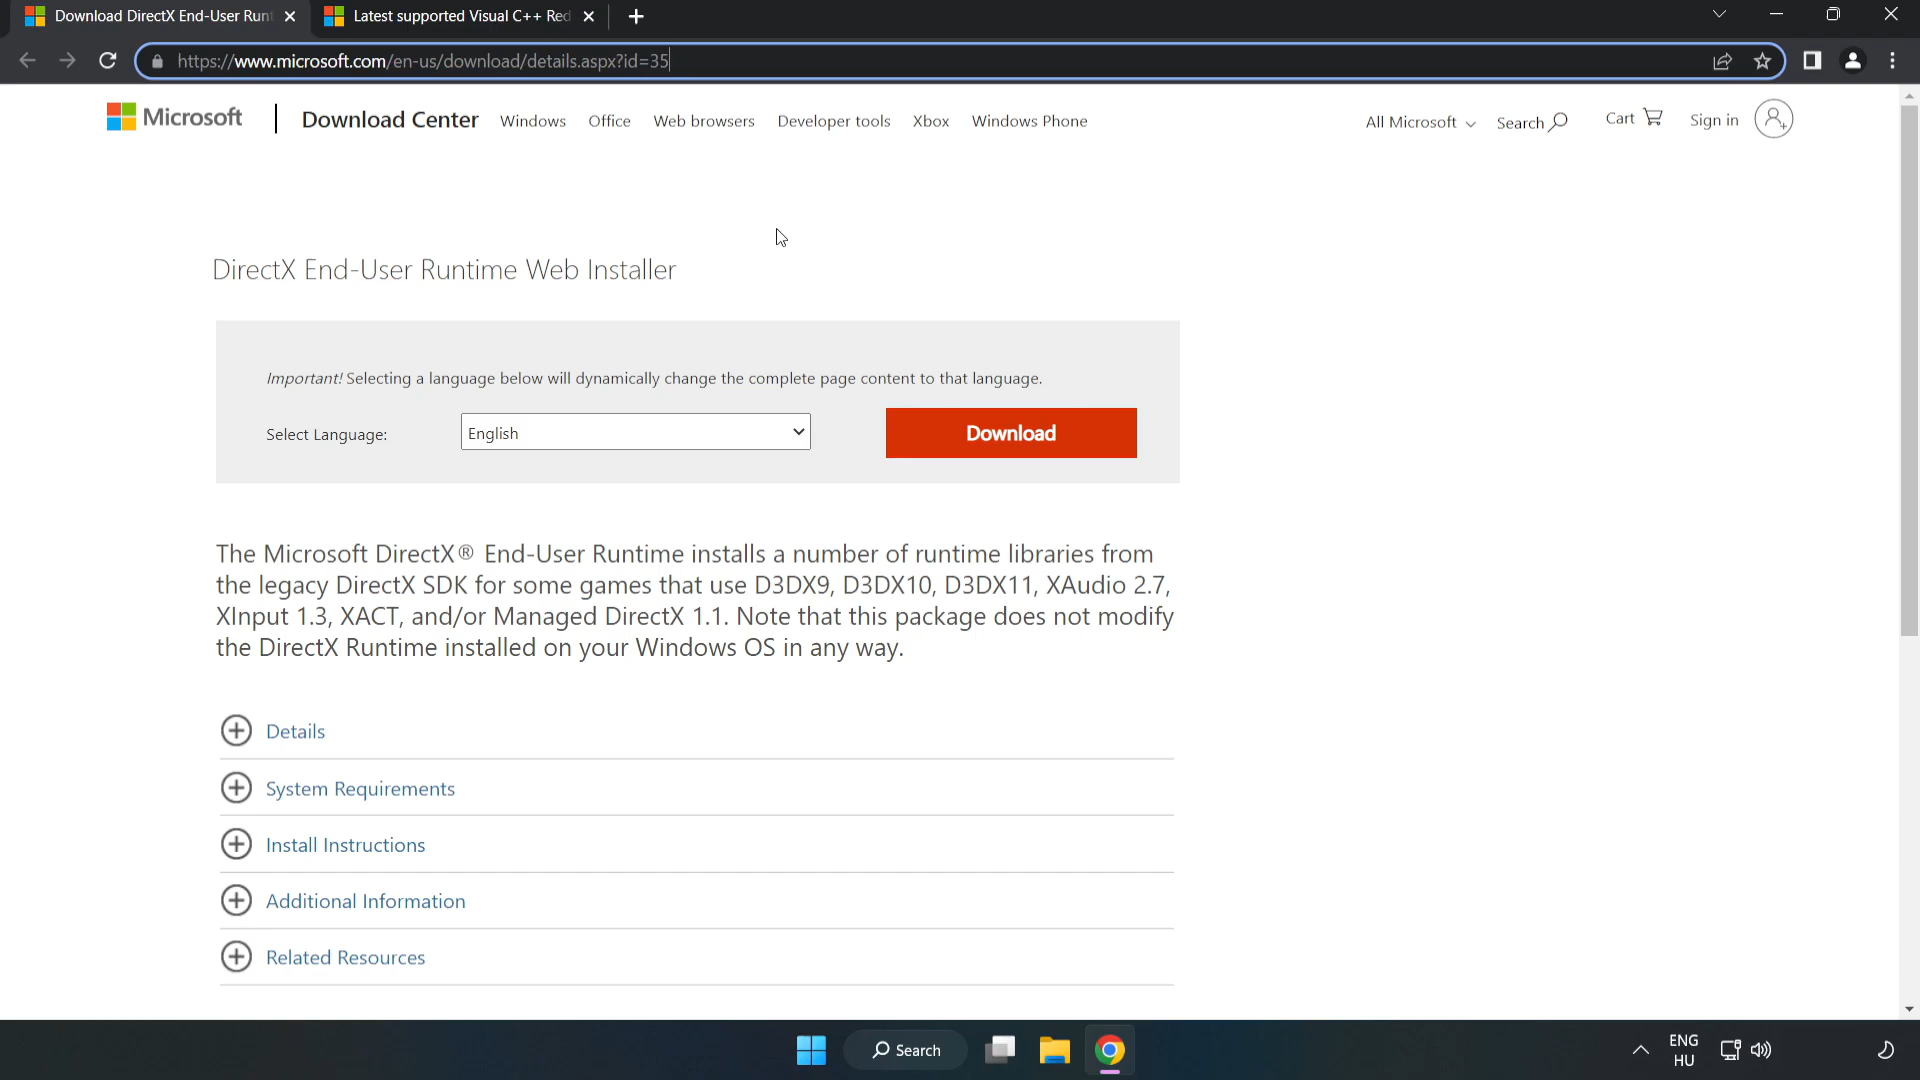 Download DirectX End-User Runt
Latest supported Visual C++ Red
https://www.microsoft.com/en-us/download/details.aspx?id=35
Microsoft
Download Center
Windows
Office
Web browsers
Developer tools
Xbox
Windows Phone
All Microsoft
Search
Cart
Sign in
DirectX End-User Runtime Web Installer
Important! Selecting a language below will dynamically change the complete page content to that language.
Select Language:
English
Download
The Microsoft DirectX® End-User Runtime installs a number of runtime libraries from
the legacy DirectX SDK for some games that use D3DX9, D3DX10, D3DX11, XAudio 2.7,
XInput 1.3, XACT, and/or Managed DirectX 1.1. Note that this package does not modify
the DirectX Runtime installed on your Windows OS in any way.
Details
System Requirements
Install Instructions
Additional Information
Related Resources
Search
ENG
HU